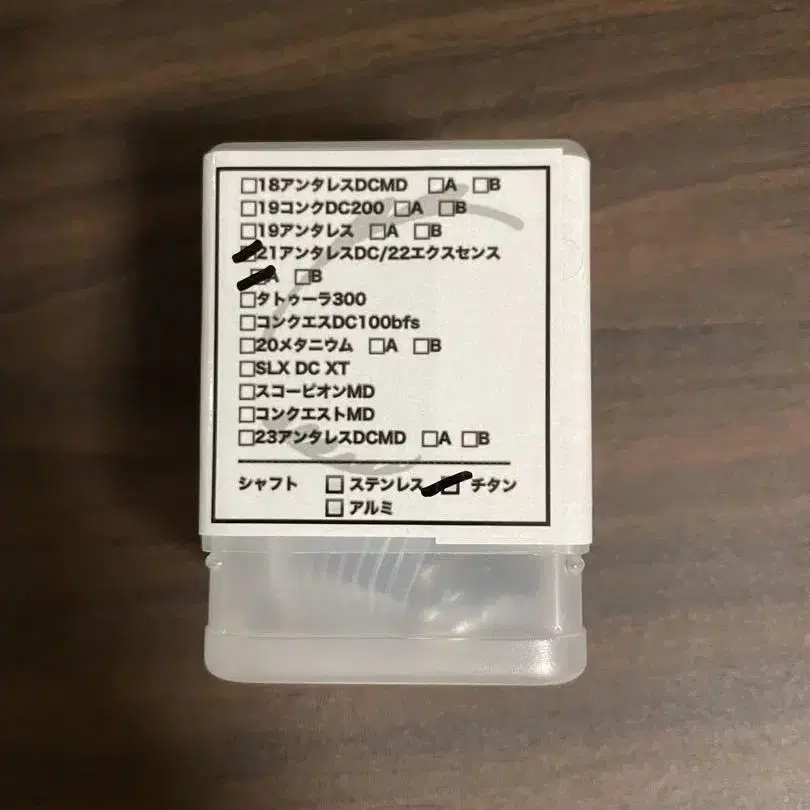 □18アンタレスDCMD □A □B
□19コンクDC200 □A □B
□19アンタレス □A □B
□21アンタレスDC/22エクスセンス
□A □B
□タトゥーラ300
□コンクエスDC100bfs
□20メタニウム □A □B
□SLX DC XT
□スコーピオンMD
□コンクエストMD
□23アンタレスDCMD □A □B
シャフト □ステンレス □チタン
□アルミ